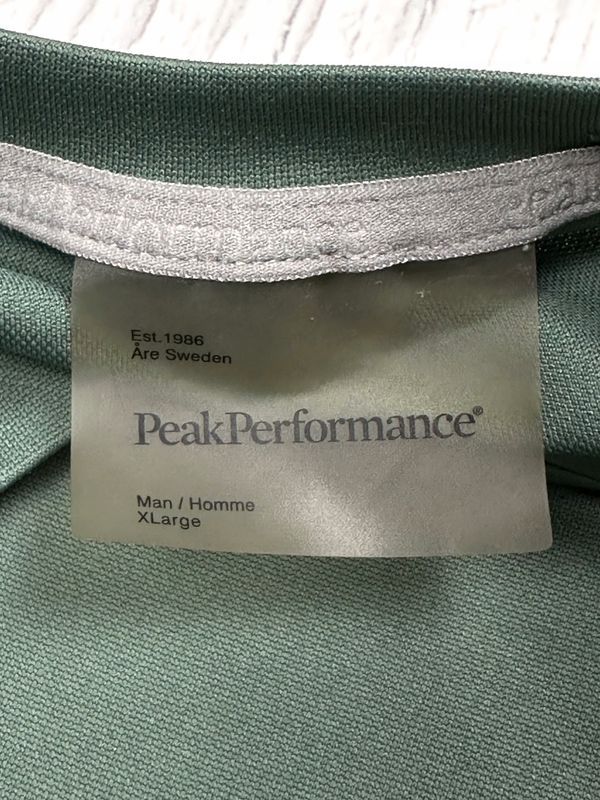 Est.1986
Åre Sweden
PeakPerformance®
Man / Homme
XLarge